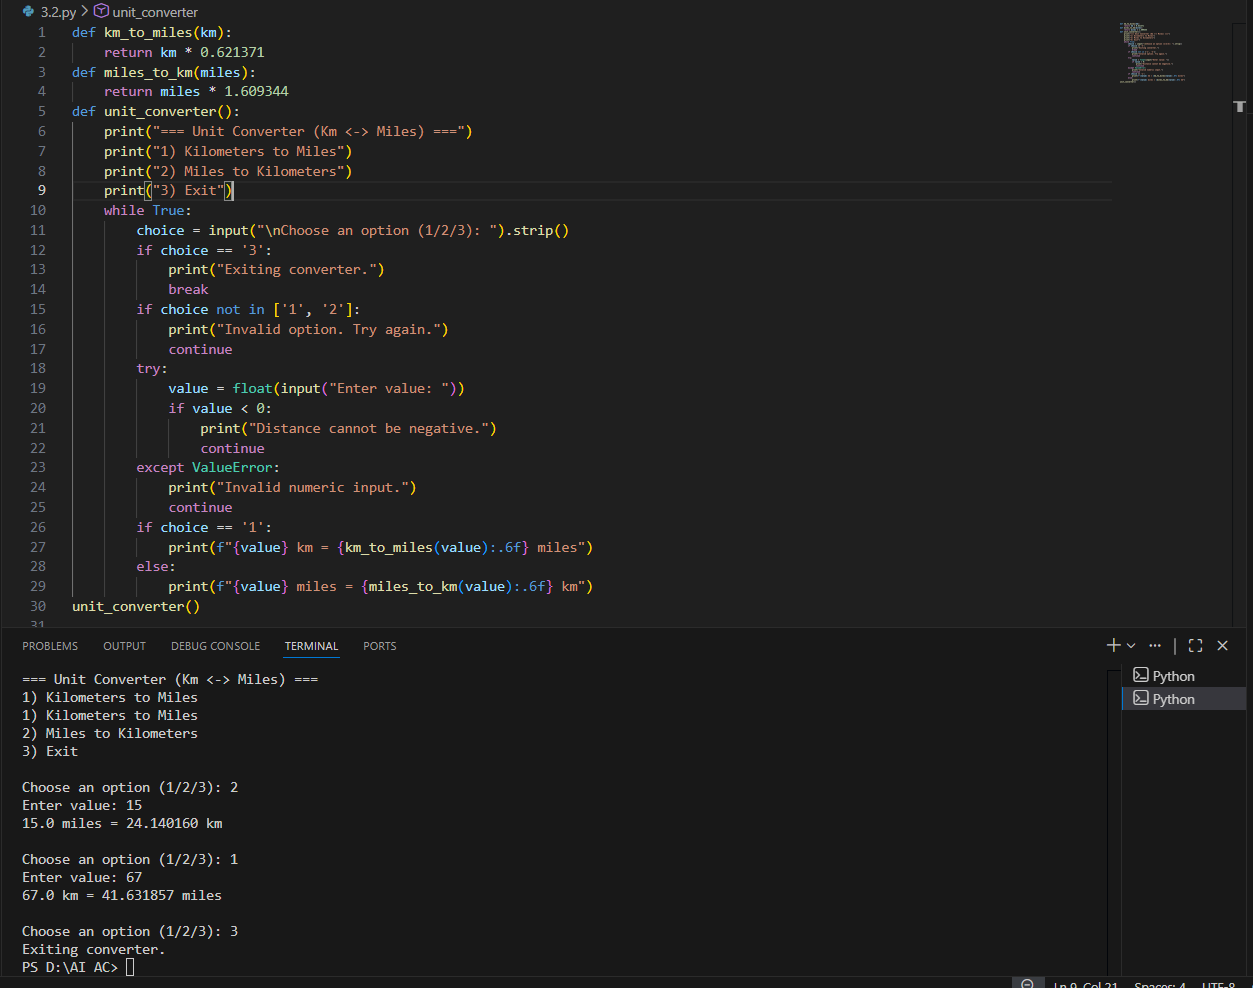 3.2.py > unit_converter
1 def km_to_miles(km):
2     return km * 0.621371
3 def miles_to_km(miles):
4     return miles * 1.609344
5 def unit_converter():
6     print("=== Unit Converter (Km <-> Miles) ===")
7     print("1) Kilometers to Miles")
8     print("2) Miles to Kilometers")
9     print("3) Exit")
10     while True:
11         choice = input("\nChoose an option (1/2/3): ").strip()
12         if choice == '3':
13             print("Exiting converter.")
14             break
15         if choice not in ['1', '2']:
16             print("Invalid option. Try again.")
17             continue
18         try:
19             value = float(input("Enter value: "))
20             if value < 0:
21                 print("Distance cannot be negative.")
22                 continue
23         except ValueError:
24             print("Invalid numeric input.")
25             continue
26         if choice == '1':
27             print(f"{value} km = {km_to_miles(value):.6f} miles")
28         else:
29             print(f"{value} miles = {miles_to_km(value):.6f} km")
30 unit_converter()
31
PROBLEMS OUTPUT DEBUG CONSOLE TERMINAL PORTS
=== Unit Converter (Km <-> Miles) ===
1) Kilometers to Miles
1) Kilometers to Miles
2) Miles to Kilometers
3) Exit

Choose an option (1/2/3): 2
Enter value: 15
15.0 miles = 24.140160 km

Choose an option (1/2/3): 1
Enter value: 67
67.0 km = 41.631857 miles

Choose an option (1/2/3): 3
Exiting converter.
PS D:\AI AC>
Python
Python
Ln 9, Col 21 Spaces: 4 UTF-8